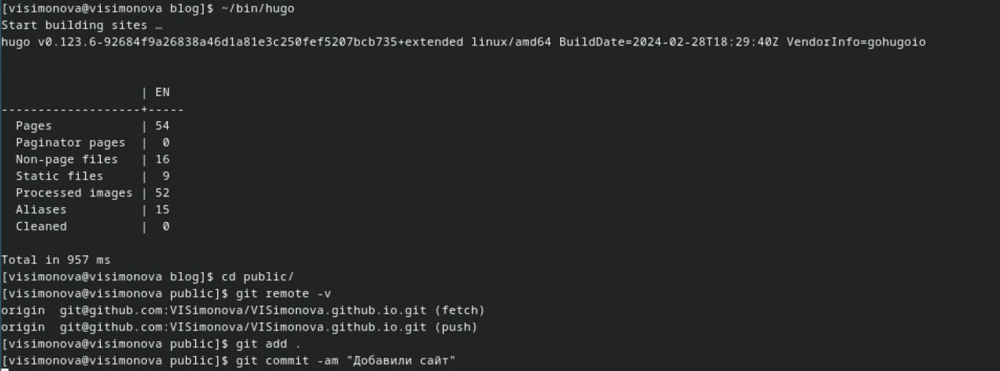 [visimonova@visimonova blog]$ ~/bin/hugo
Start building sites …
hugo v0.123.6-92684f9a26838a46d1a81e3c250fef5207bcb735+extended linux/amd64 BuildDate=2024-02-28T18:29:40Z VendorInfo=gohugoio
| EN
-------------------+-----
Pages | 54
Paginator pages | 0
Non-page files | 16
Static files | 9
Processed images | 52
Aliases | 15
Cleaned | 0
Total in 957 ms
[visimonova@visimonova blog]$ cd public/
[visimonova@visimonova public]$ git remote -v
origin git@github.com:VISimonova/VISimonova.github.io.git (fetch)
origin git@github.com:VISimonova/VISimonova.github.io.git (push)
[visimonova@visimonova public]$ git add .
[visimonova@visimonova public]$ git commit -am "Добавили сайт"